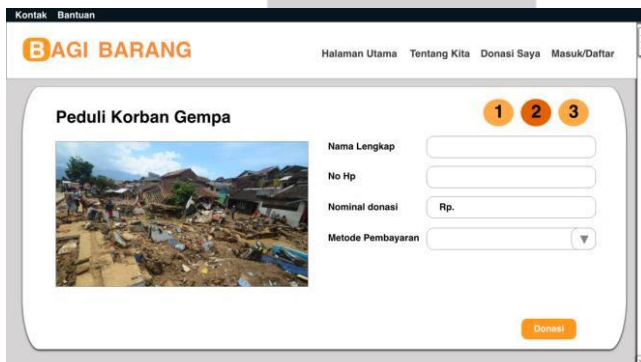 Kontak Bantuan
BAGI BARANG
Halaman Utama Tentang Kita Donasi Saya Masuk/Daftar
Peduli Korban Gempa
1 2 3
Nama Lengkap
No Hp
Nominal donasi Rp.
Metode Pembayaran
Donasi